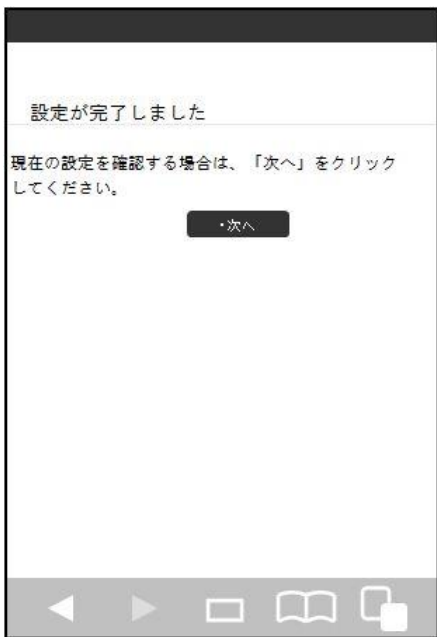 設定が完了しました
現在の設定を確認する場合は、「次へ」をクリック
してください。
・次へ